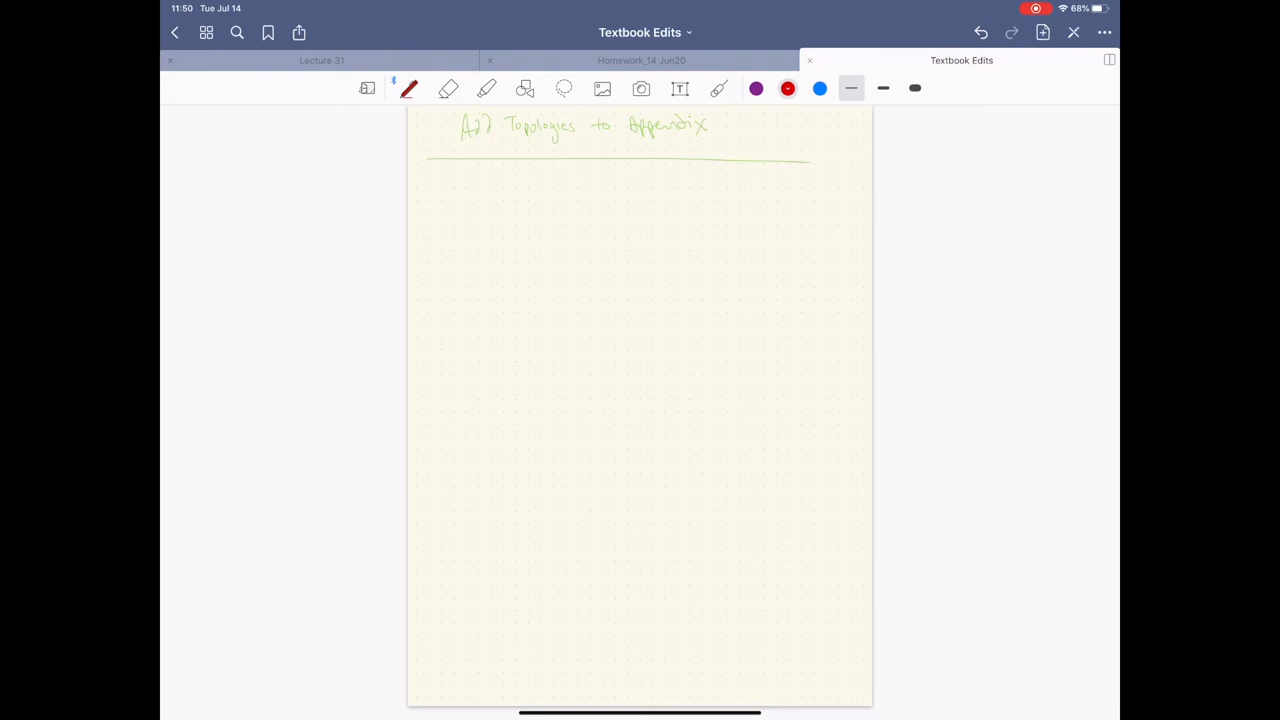 11:50 Tue Jul 14
68%
Textbook Edits
Lecture 31
Homework_14 Jun20
Textbook Edits
T
Add Topologies to Appendix